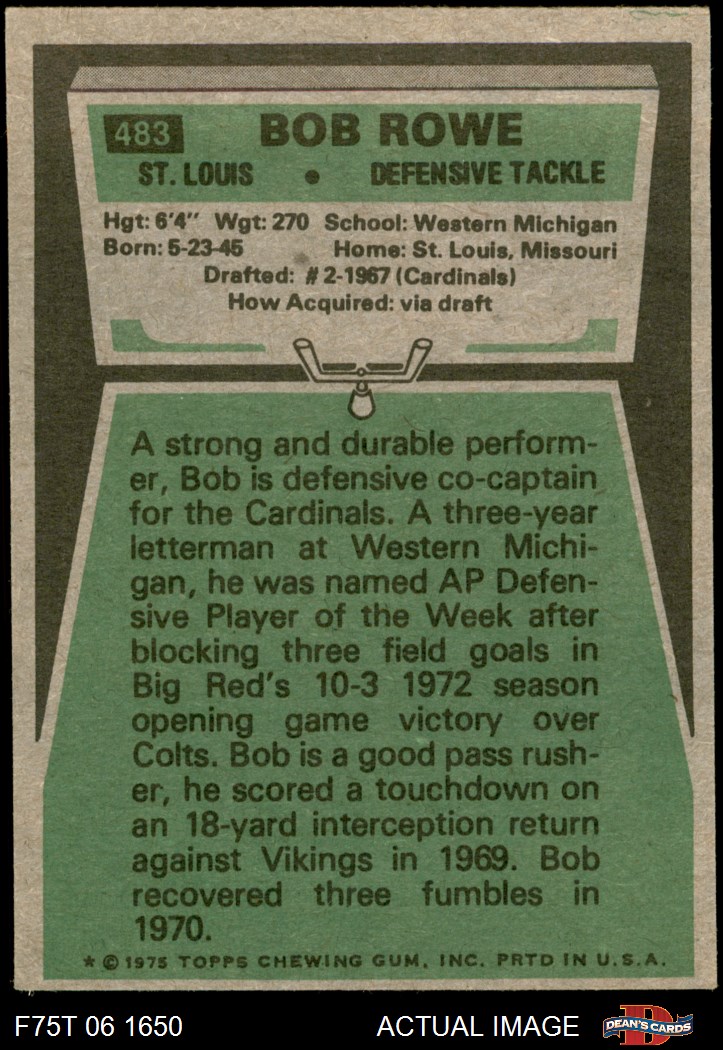 483 BOB ROWE
ST. LOUIS • DEFENSIVE TACKLE
Hgt: 6'4" Wgt: 270 School: Western Michigan
Born: 5-23-45 Home: St. Louis, Missouri
Drafted: #2-1967 (Cardinals)
How Acquired: via draft
A strong and durable perform-
er, Bob is defensive co-captain
for the Cardinals. A three-year
letterman at Western Michi-
gan, he was named AP Defen-
sive Player of the Week after
blocking three field goals in
Big Red's 10-3 1972 season
opening game victory over
Colts. Bob is a good pass rush-
er, he scored a touchdown on
an 18-yard interception return
against Vikings in 1969. Bob
recovered three fumbles in
1970.
* © 1975 TOPPS CHEWING GUM, INC. PRTD IN U.S.A.
F75T 06 1650 ACTUAL IMAGE D DEAN'S CARDS